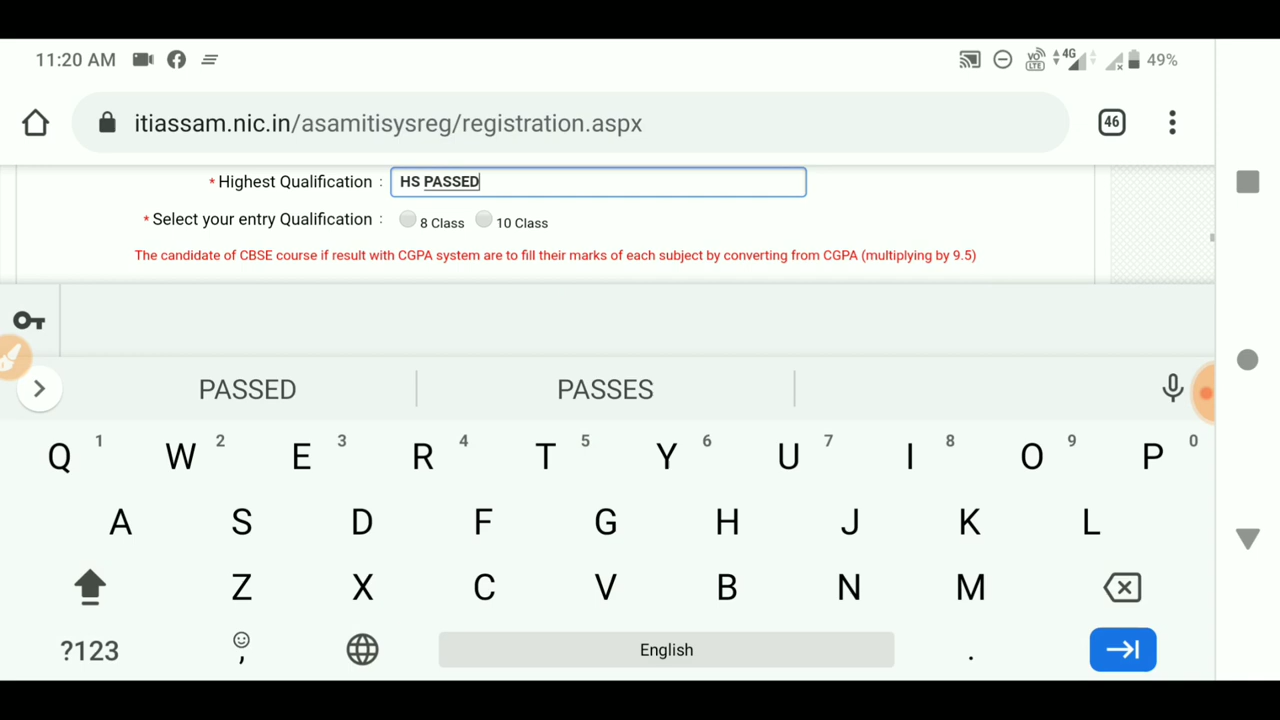 11:20 AM VO LTE 4G 49%
itiassam.nic.in/asamitisysreg/registration.aspx 46
* Highest Qualification : HS PASSED
* Select your entry Qualification : 8 Class 10 Class
The candidate of CBSE course if result with CGPA system are to fill their marks of each subject by converting from CGPA (multiplying by 9.5)
PASSED PASSES
Q 1 W 2 E 3 R 4 T 5 Y 6 U 7 I 8 O 9 P 0
A S D F G H J K L
Z X C V B N M
?123 , English .